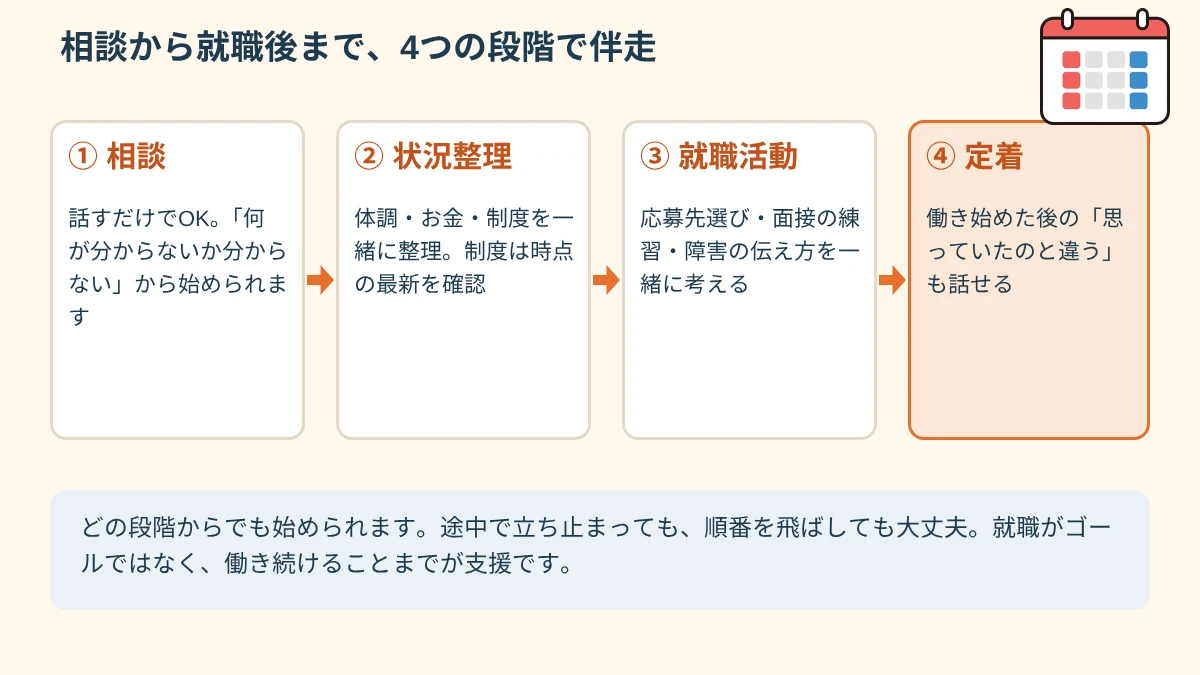 相談から就職後まで、4つの段階で伴走
① 相談
話すだけでOK。「何
が分からないか分から
ない」から始められま
す
② 状況整理
体調・お金・制度を一
緒に整理。制度は時点
の最新を確認
③ 就職活動
応募先選び・面接の練
習・障害の伝え方を一
緒に考える
④ 定着
働き始めた後の「思
っていたのと違う」
も話せる
どの段階からでも始められます。途中で立ち止まっても、順番を飛ばしても大丈夫。就職がゴー
ルではなく、働き続けることまでが支援です。